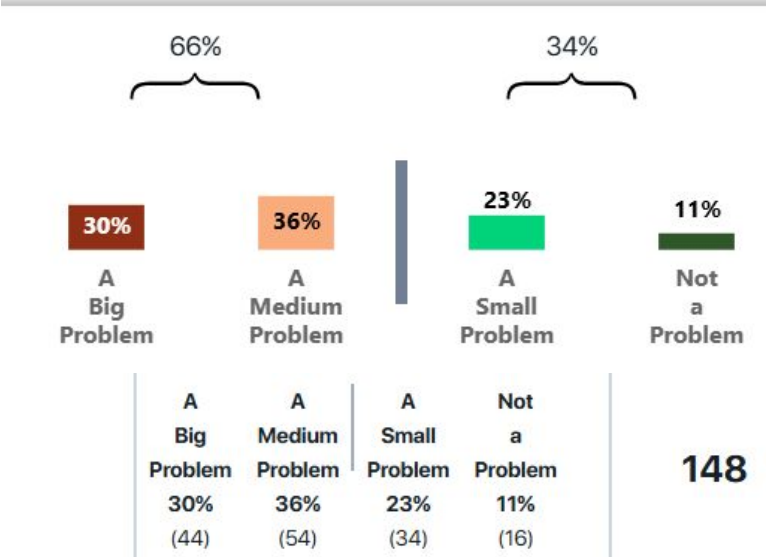 66% 34%
30% 36% 23% 11%
A A A Not
Big Medium Small a
Problem Problem Problem Problem
A A A Not
Big Medium Small a
Problem Problem Problem Problem 148
30% 36% 23% 11%
(44) (54) (34) (16)